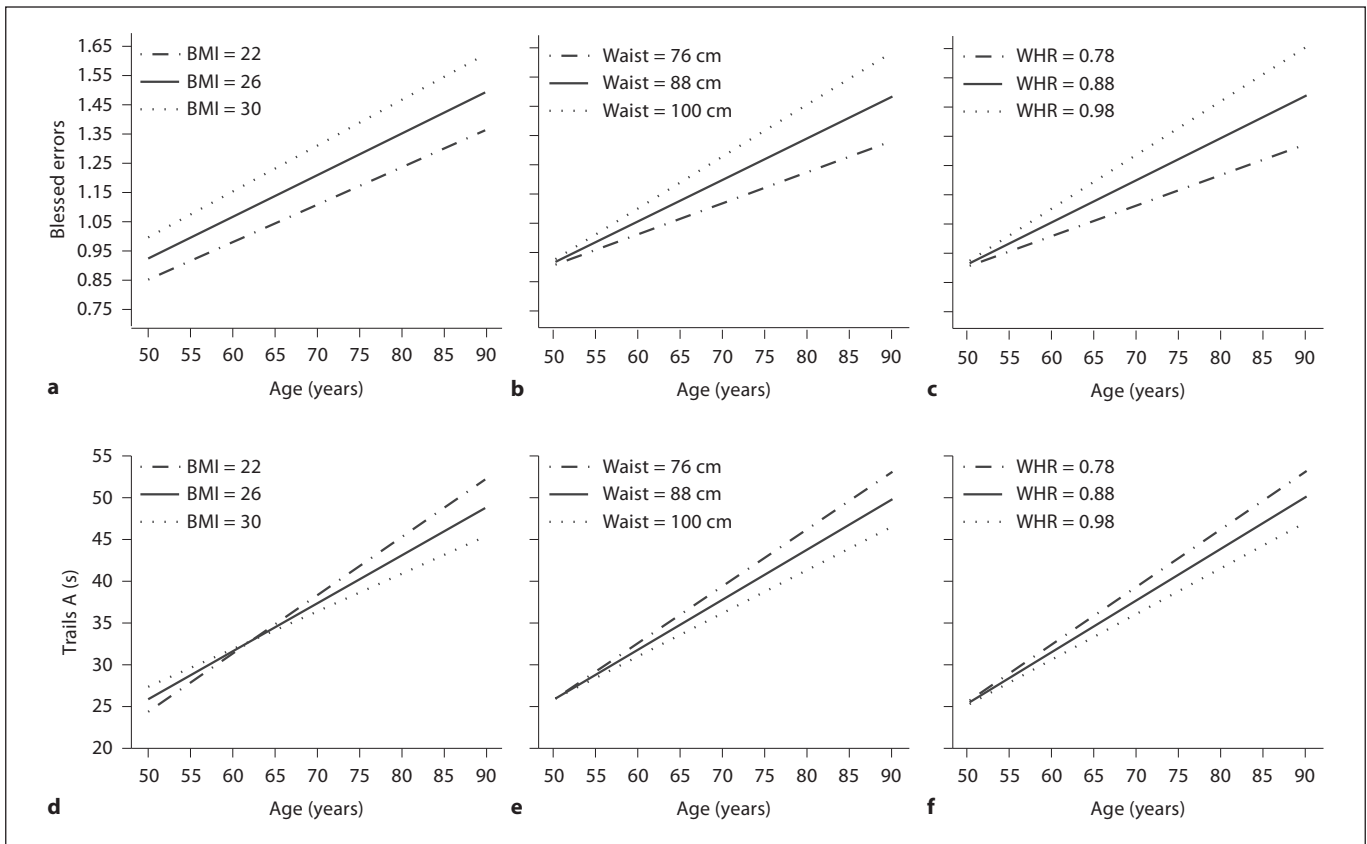 BMI = 22
BMI = 26
BMI = 30
Blessed errors
1.65
1.55
1.45
1.35
1.25
1.15
1.05
0.95
0.85
0.75
50 55 60 65 70 75 80 85 90
Age (years)
a
Waist = 76 cm
Waist = 88 cm
Waist = 100 cm
50 55 60 65 70 75 80 85 90
Age (years)
b
WHR = 0.78
WHR = 0.88
WHR = 0.98
50 55 60 65 70 75 80 85 90
Age (years)
c
BMI = 22
BMI = 26
BMI = 30
Trails A (s)
55
50
45
40
35
30
25
20
50 55 60 65 70 75 80 85 90
Age (years)
d
Waist = 76 cm
Waist = 88 cm
Waist = 100 cm
50 55 60 65 70 75 80 85 90
Age (years)
e
WHR = 0.78
WHR = 0.88
WHR = 0.98
50 55 60 65 70 75 80 85 90
Age (years)
f